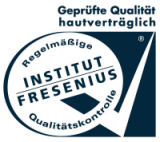 Geprüfte Qualität
hautverträglich
®
Regelmäßige
INSTITUT
FRESENIUS
Qualitätskontrolle